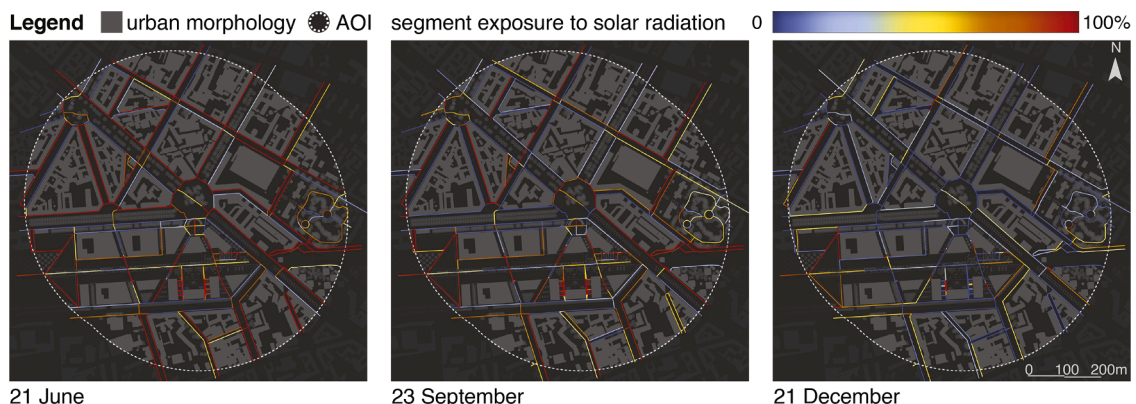 Legend urban morphology AOI segment exposure to solar radiation 0 100%
N
0 100 200m
21 June 23 September 21 December